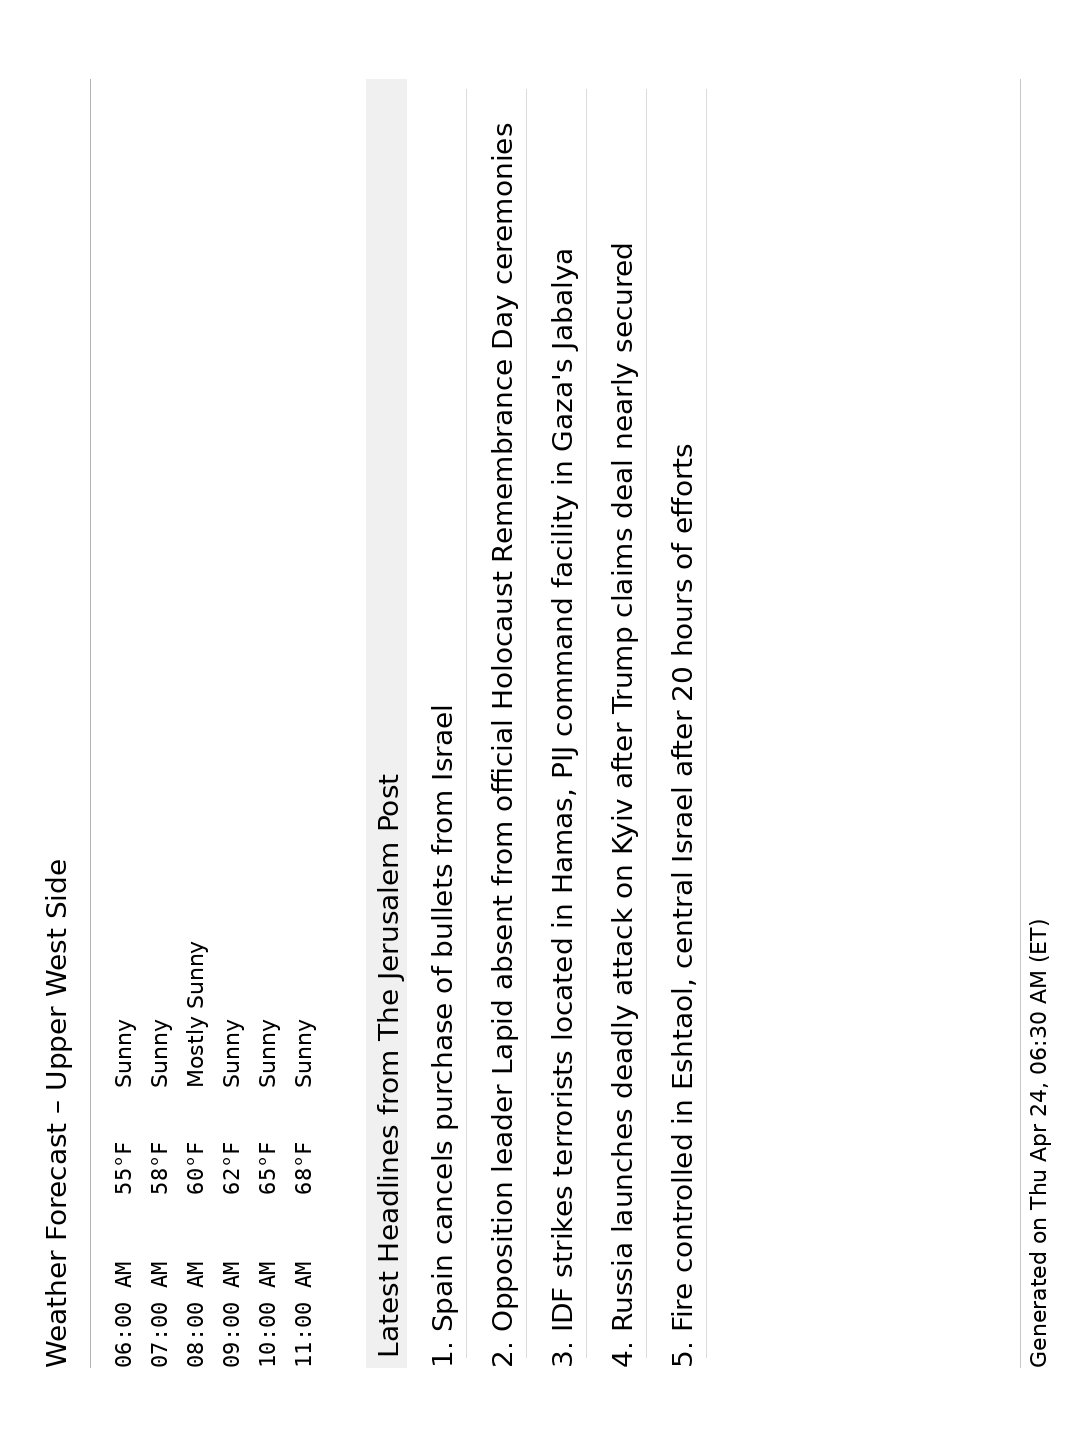 Weather Forecast – Upper West Side
06:00 AM 55°F Sunny
07:00 AM 58°F Sunny
08:00 AM 60°F Mostly Sunny
09:00 AM 62°F Sunny
10:00 AM 65°F Sunny
11:00 AM 68°F Sunny
Latest Headlines from The Jerusalem Post
1. Spain cancels purchase of bullets from Israel
2. Opposition leader Lapid absent from official Holocaust Remembrance Day ceremonies
3. IDF strikes terrorists located in Hamas, PIJ command facility in Gaza's Jabalya
4. Russia launches deadly attack on Kyiv after Trump claims deal nearly secured
5. Fire controlled in Eshtaol, central Israel after 20 hours of efforts
Generated on Thu Apr 24, 06:30 AM (ET)